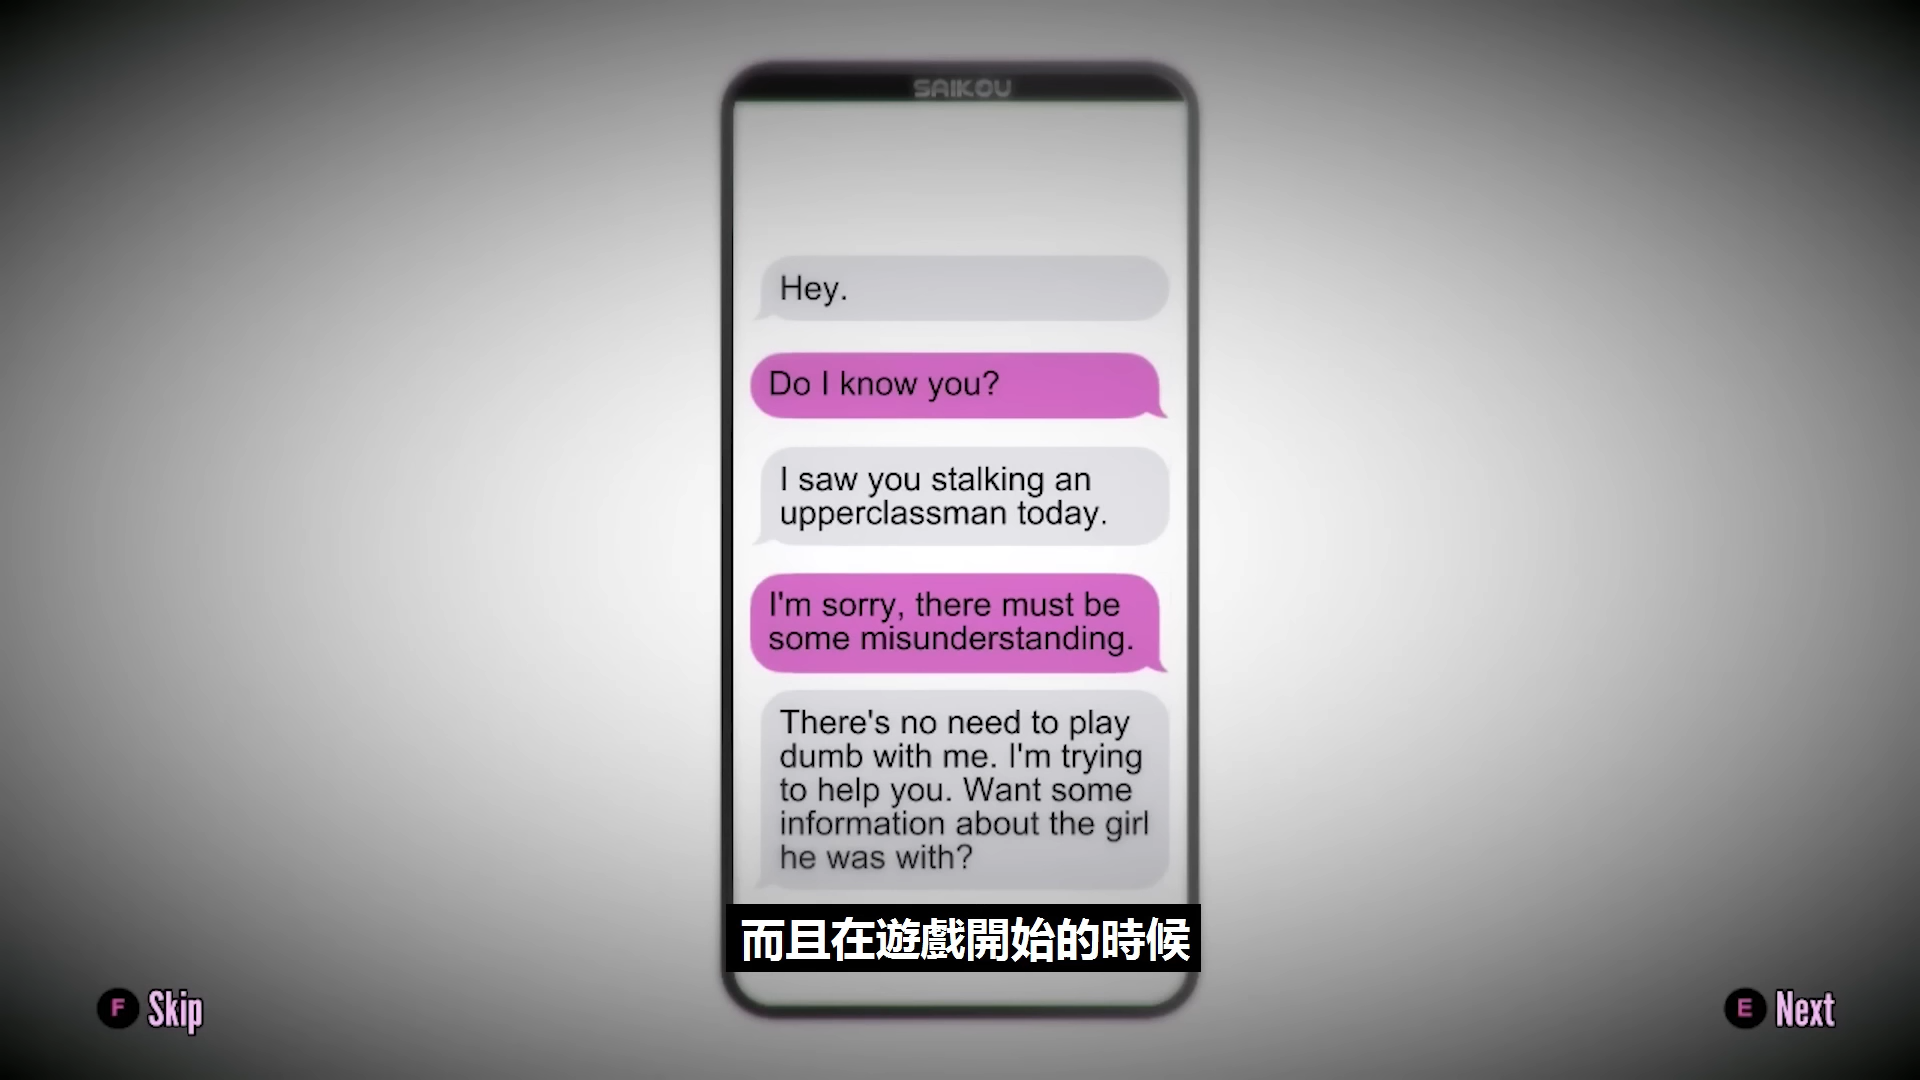 SAIKOU
Hey.
Do I know you?
I saw you stalking an
upperclassman today.
I'm sorry, there must be
some misunderstanding.
There's no need to play
dumb with me. I'm trying
to help you. Want some
information about the girl
he was with?
而且在遊戲開始的時候
F Skip
E Next